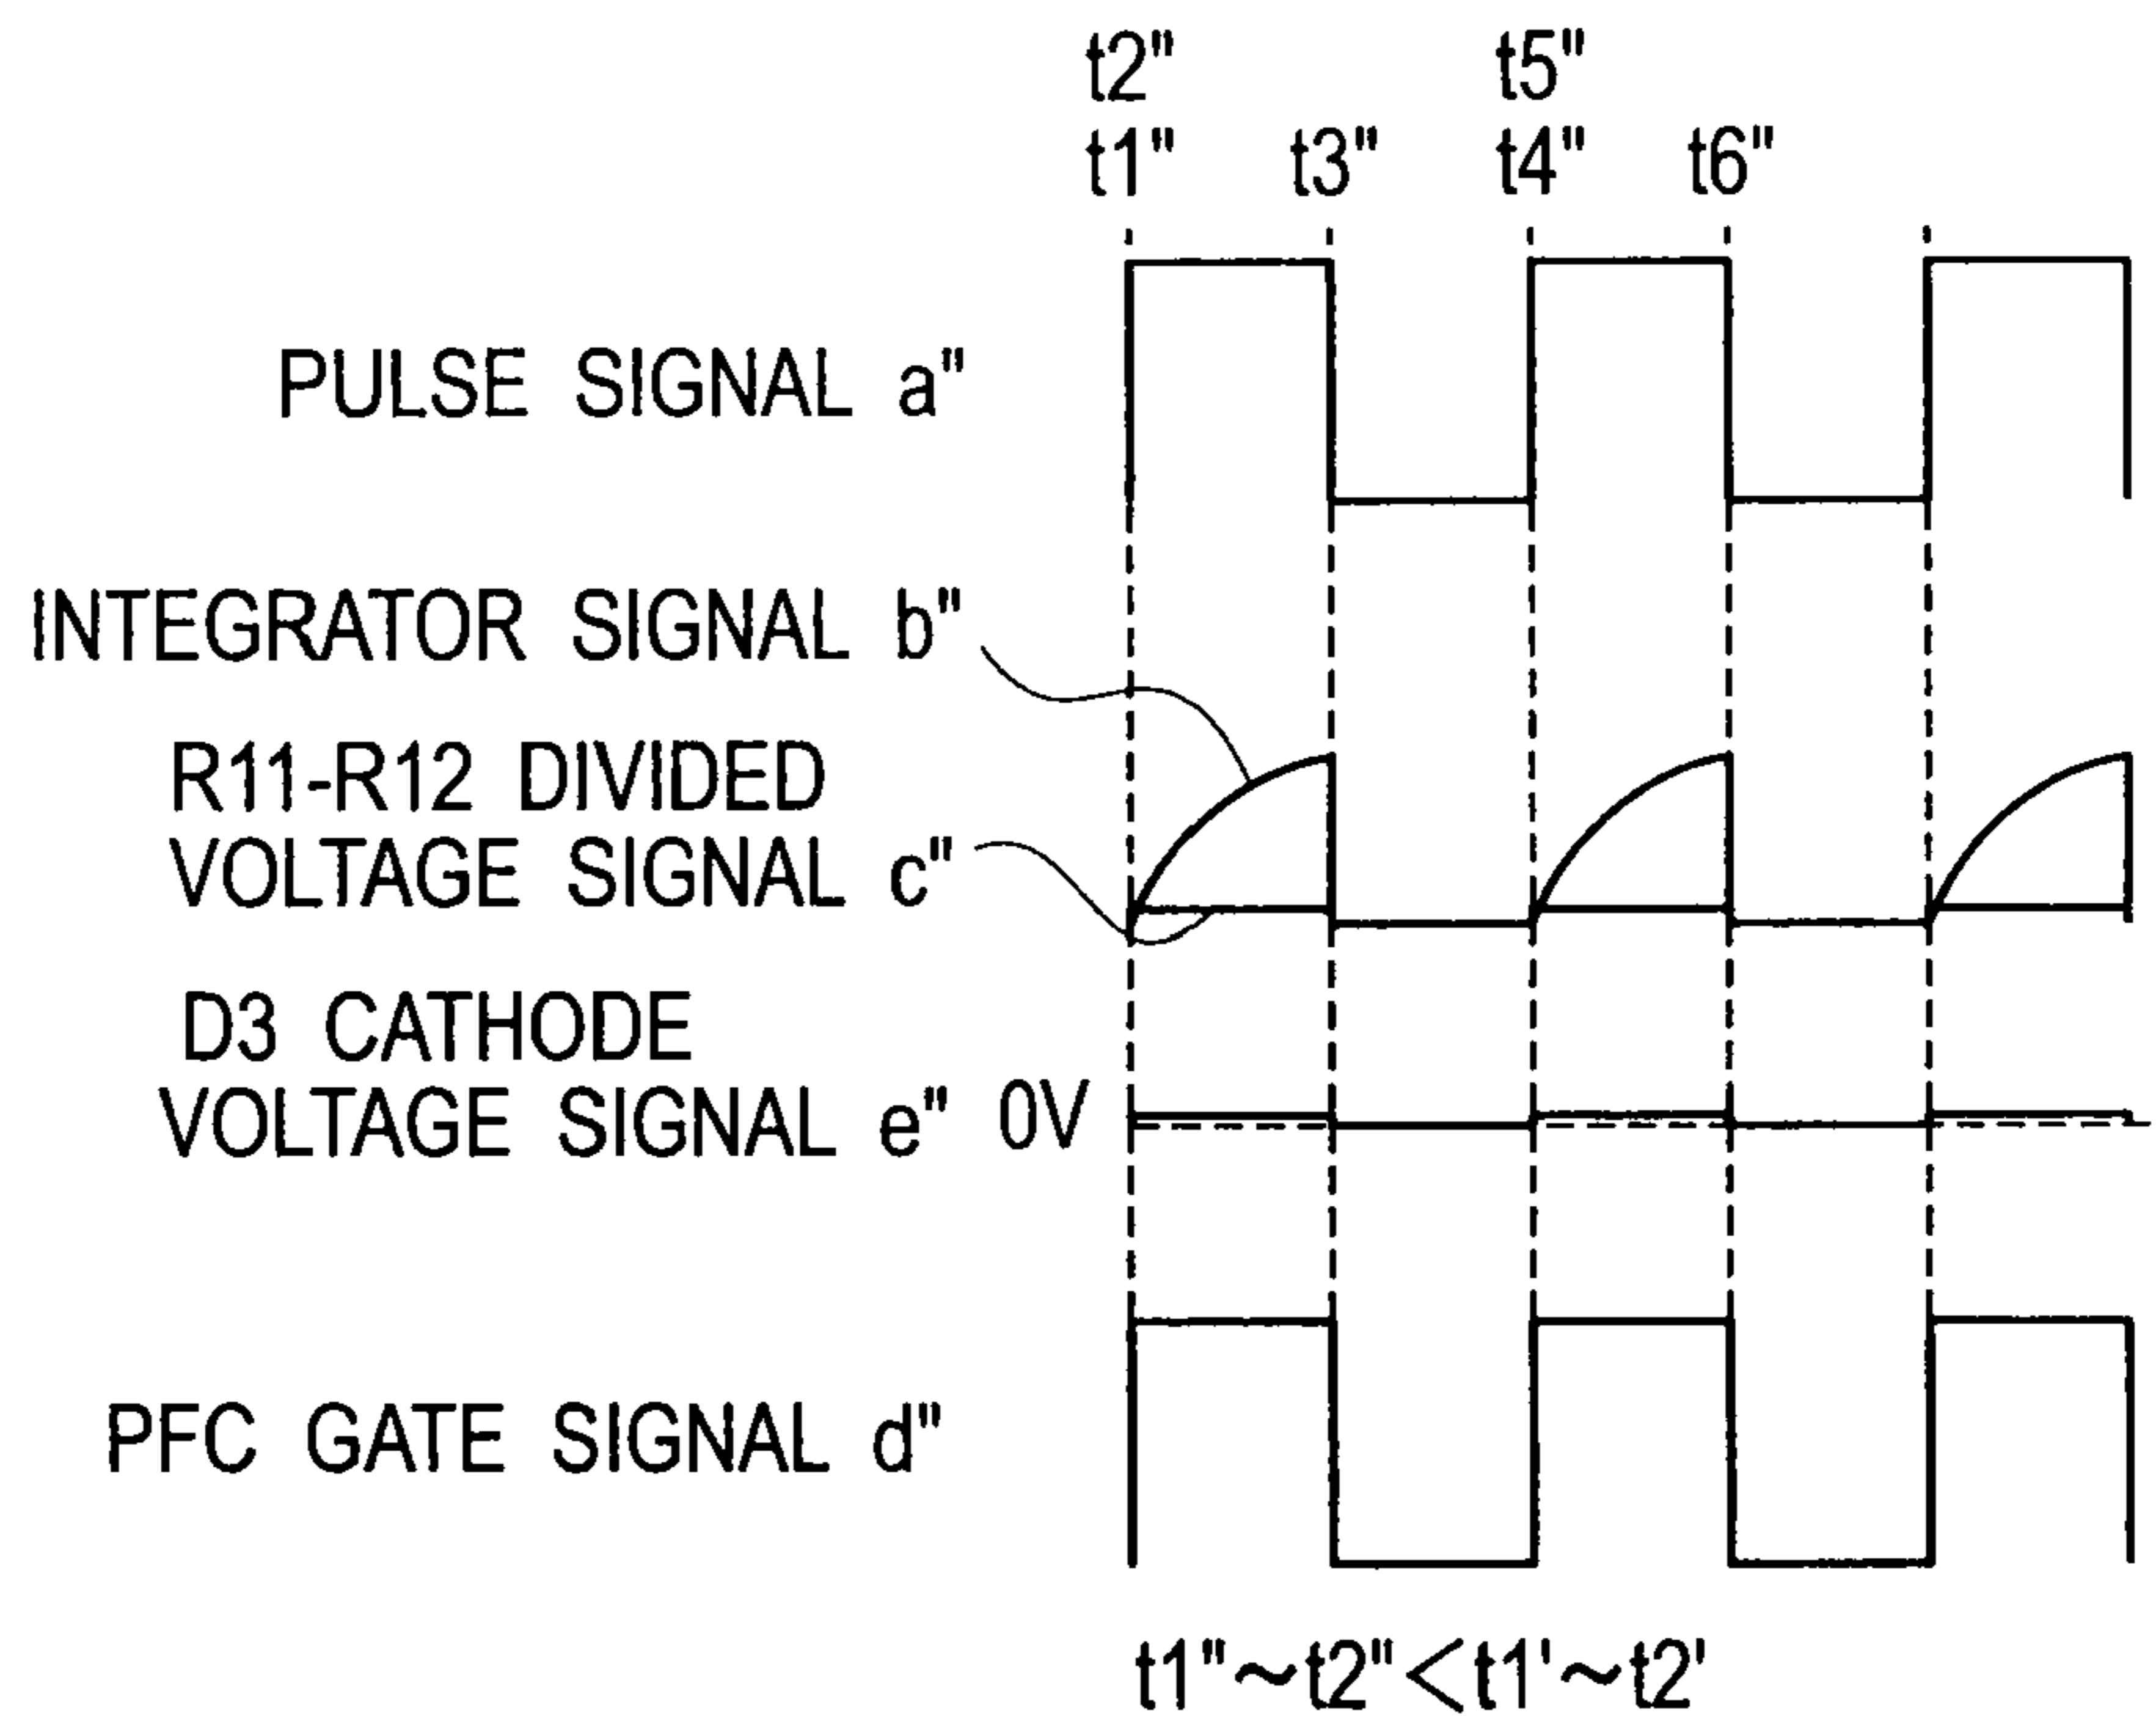 t2" t5"
t1" t3" t4" t6"
PULSE SIGNAL a"
INTEGRATOR SIGNAL b"
R11-R12 DIVIDED
VOLTAGE SIGNAL c"
D3 CATHODE
VOLTAGE SIGNAL e" 0V
PFC GATE SIGNAL d"
t1"~t2"<t1'~t2'